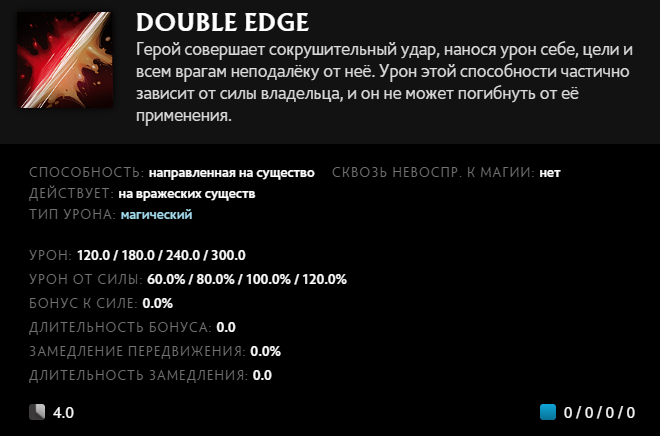 DOUBLE EDGE
Герой совершает сокрушительный удар, нанося урон себе, цели и
всем врагам неподалёку от неё. Урон этой способности частично
зависит от силы владельца, и он не может погибнуть от её
применения.
СПОСОБНОСТЬ: направленная на существо СКВОЗЬ НЕВОСПР. К МАГИИ: нет
ДЕЙСТВУЕТ: на вражеских существ
ТИП УРОНА: магический
УРОН: 120.0 / 180.0 / 240.0 / 300.0
УРОН ОТ СИЛЫ: 60.0% / 80.0% / 100.0% / 120.0%
БОНУС К СИЛЕ: 0.0%
ДЛИТЕЛЬНОСТЬ БОНУСА: 0.0
ЗАМЕДЛЕНИЕ ПЕРЕДВИЖЕНИЯ: 0.0%
ДЛИТЕЛЬНОСТЬ ЗАМЕДЛЕНИЯ: 0.0
4.0 0 / 0 / 0 / 0